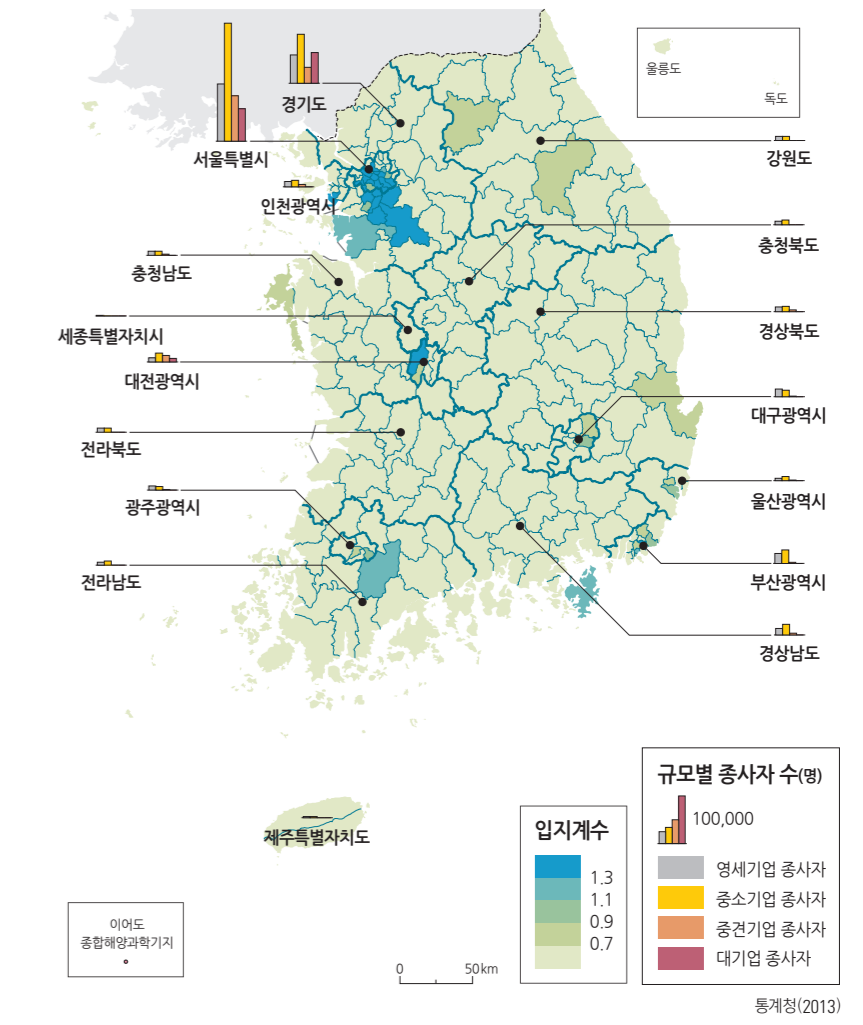 울릉도
독도
경기도
서울특별시
강원도
인천광역시
충청북도
충청남도
세종특별자치시
경상북도
대전광역시
대구광역시
전라북도
광주광역시
울산광역시
전라남도
부산광역시
경상남도
제주특별자치도
이어도
종합해양과학기지
0 50km
입지계수
1.3
1.1
0.9
0.7
규모별 종사자 수(명)
100,000
영세기업 종사자
중소기업 종사자
중견기업 종사자
대기업 종사자
통계청(2013)